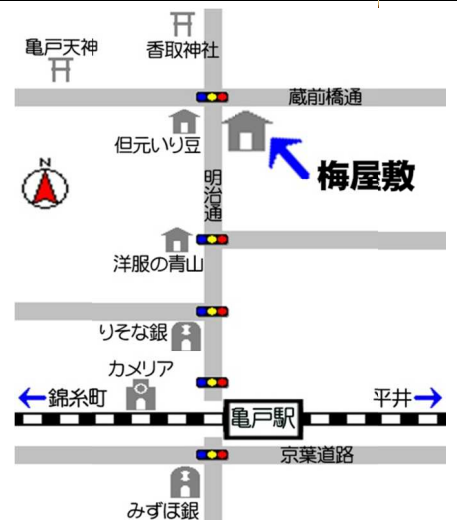 香取神社
亀戸天神
蔵前橋通
但元いり豆
梅屋敷
N
明治通
洋服の青山
りそな銀
カメリア
←錦糸町
平井→
亀戸駅
京葉道路
みずほ銀